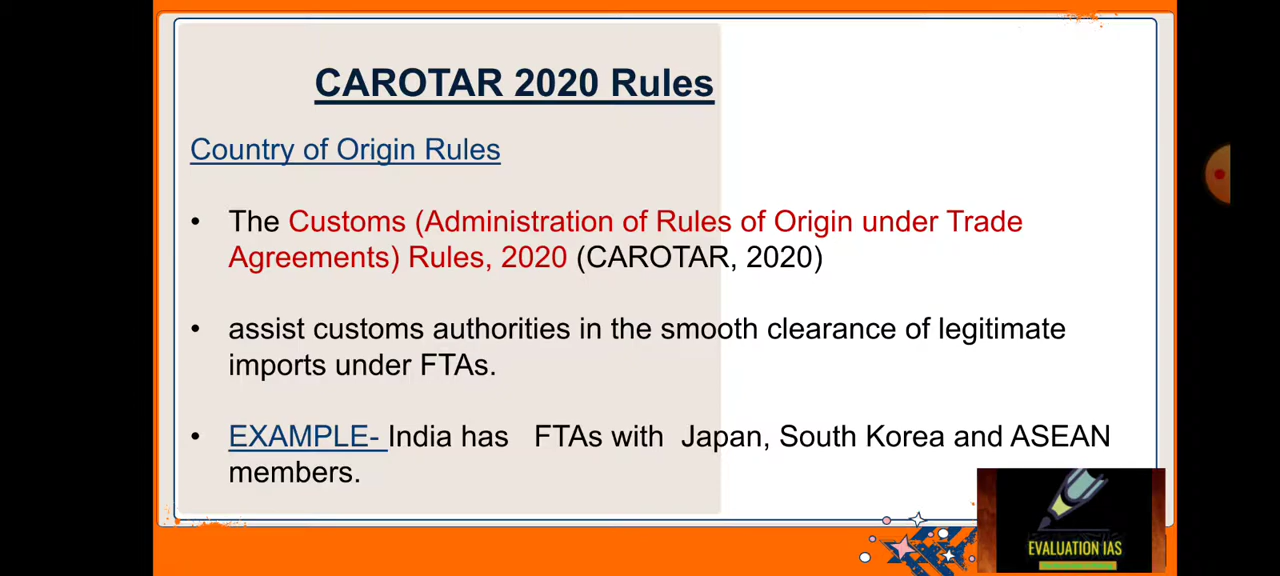 CAROTAR 2020 Rules
Country of Origin Rules
• The Customs (Administration of Rules of Origin under Trade
Agreements) Rules, 2020 (CAROTAR, 2020)
• assist customs authorities in the smooth clearance of legitimate
imports under FTAs.
• EXAMPLE- India has FTAs with Japan, South Korea and ASEAN
members.
EVALUATION IAS